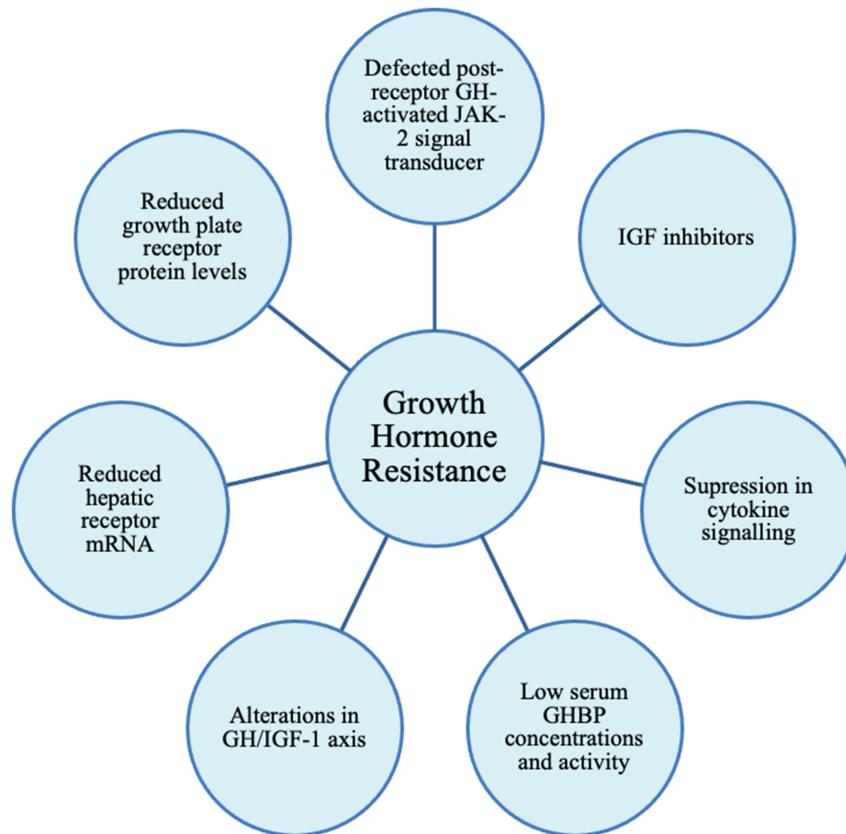 Defected post-
receptor GH-
activated JAK-
2 signal
transducer
IGF inhibitors
Supression in
cytokine
signalling
Low serum
GHBP
concentrations
and activity
Alterations in
GH/IGF-1 axis
Reduced
hepatic
receptor
mRNA
Reduced
growth plate
receptor
protein levels
Growth
Hormone
Resistance